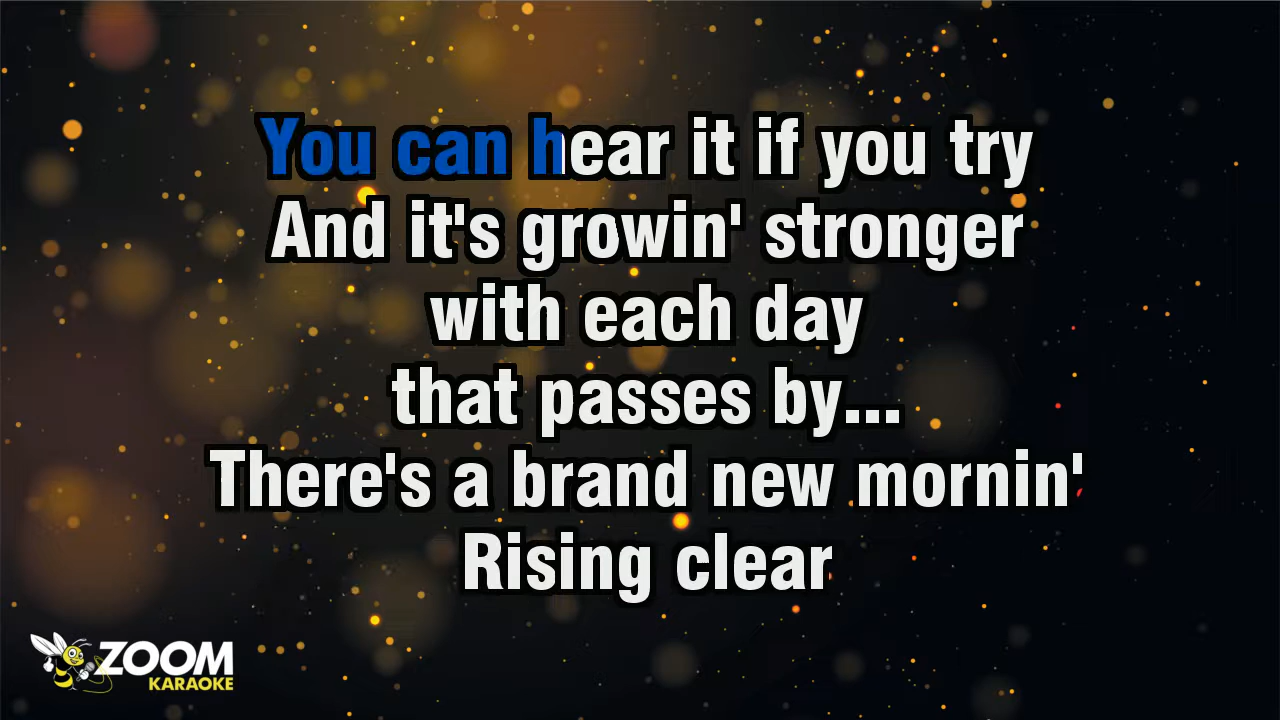 You can hear it if you try
And it's growin' stronger
with each day
that passes by...
There's a brand new mornin'
Rising clear
ZOOM
KARAOKE